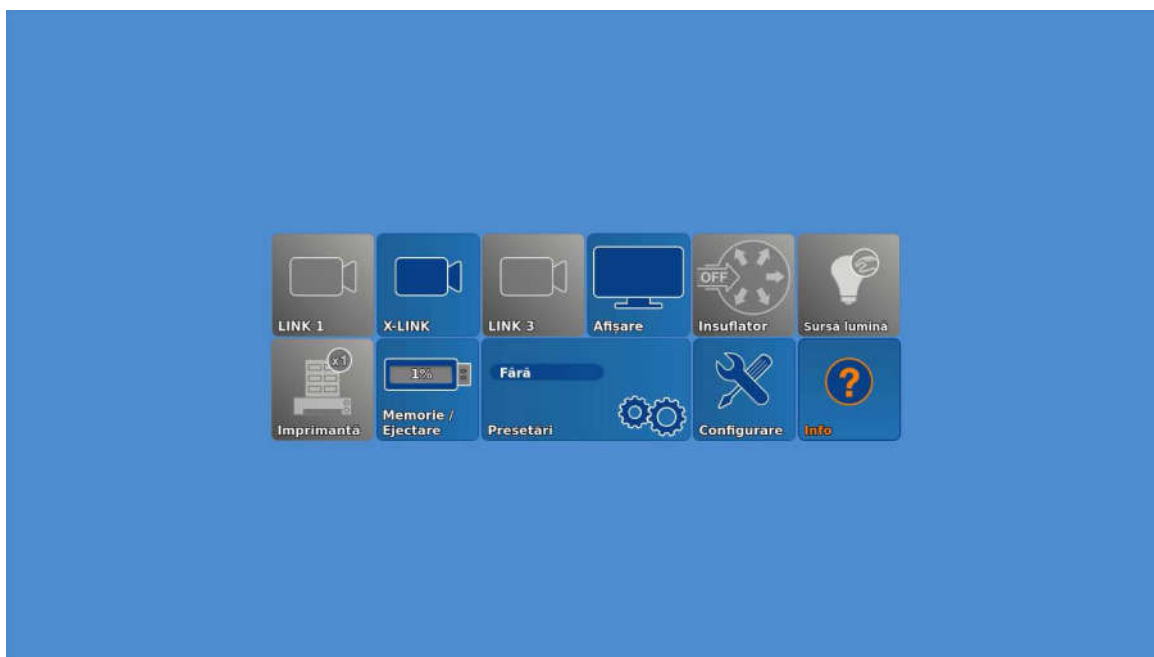 OFF
LINK 1
X-LINK
LINK 3
Afișare
Insuflator
Sursă lumină
x1
1%
Fără
?
Imprimantă
Memorie /
Ejectare
Presetări
Configurare
Info